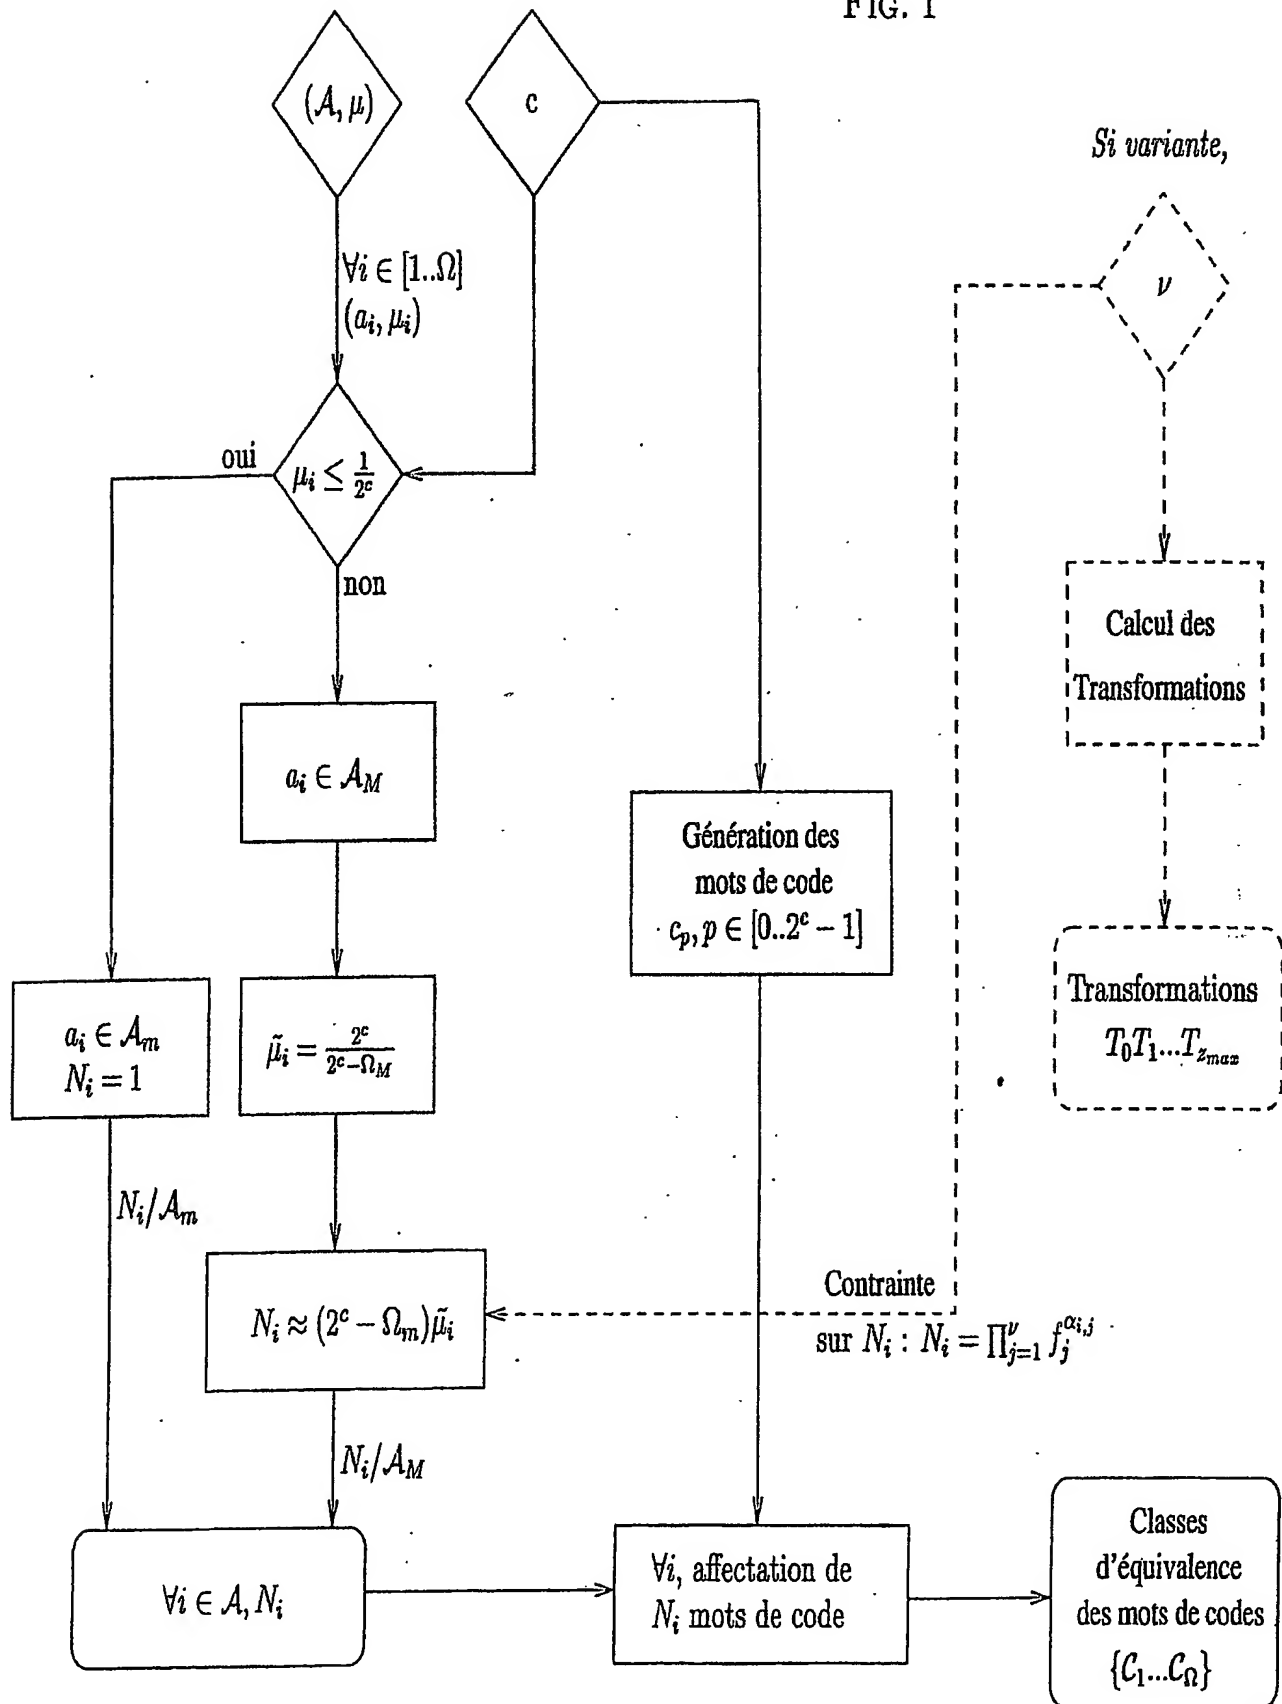 FIG. 1
(𝒜, μ)
c
Si variante,
∀i ∈ [1..Ω]
(aᵢ, μᵢ)
ν
oui
μᵢ ≤ 1/2ᶜ
non
Calcul des
Transformations
aᵢ ∈ 𝒜_M
Génération des
mots de code
c_p, p ∈ [0..2ᶜ − 1]
aᵢ ∈ 𝒜_m
Nᵢ = 1
μ̃ᵢ = 2ᶜ/(2ᶜ−Ω_M)
Transformations
T₀T₁...T_{z_{max}}
Nᵢ/𝒜_m
Nᵢ ≈ (2ᶜ − Ω_m)μ̃ᵢ
Contrainte
sur Nᵢ : Nᵢ = ∏_{j=1}^{ν} f_j^{α_{i,j}}
Nᵢ/𝒜_M
∀i ∈ 𝒜, Nᵢ
∀i, affectation de
Nᵢ mots de code
Classes
d'équivalence
des mots de codes
{𝒞₁...𝒞_Ω}